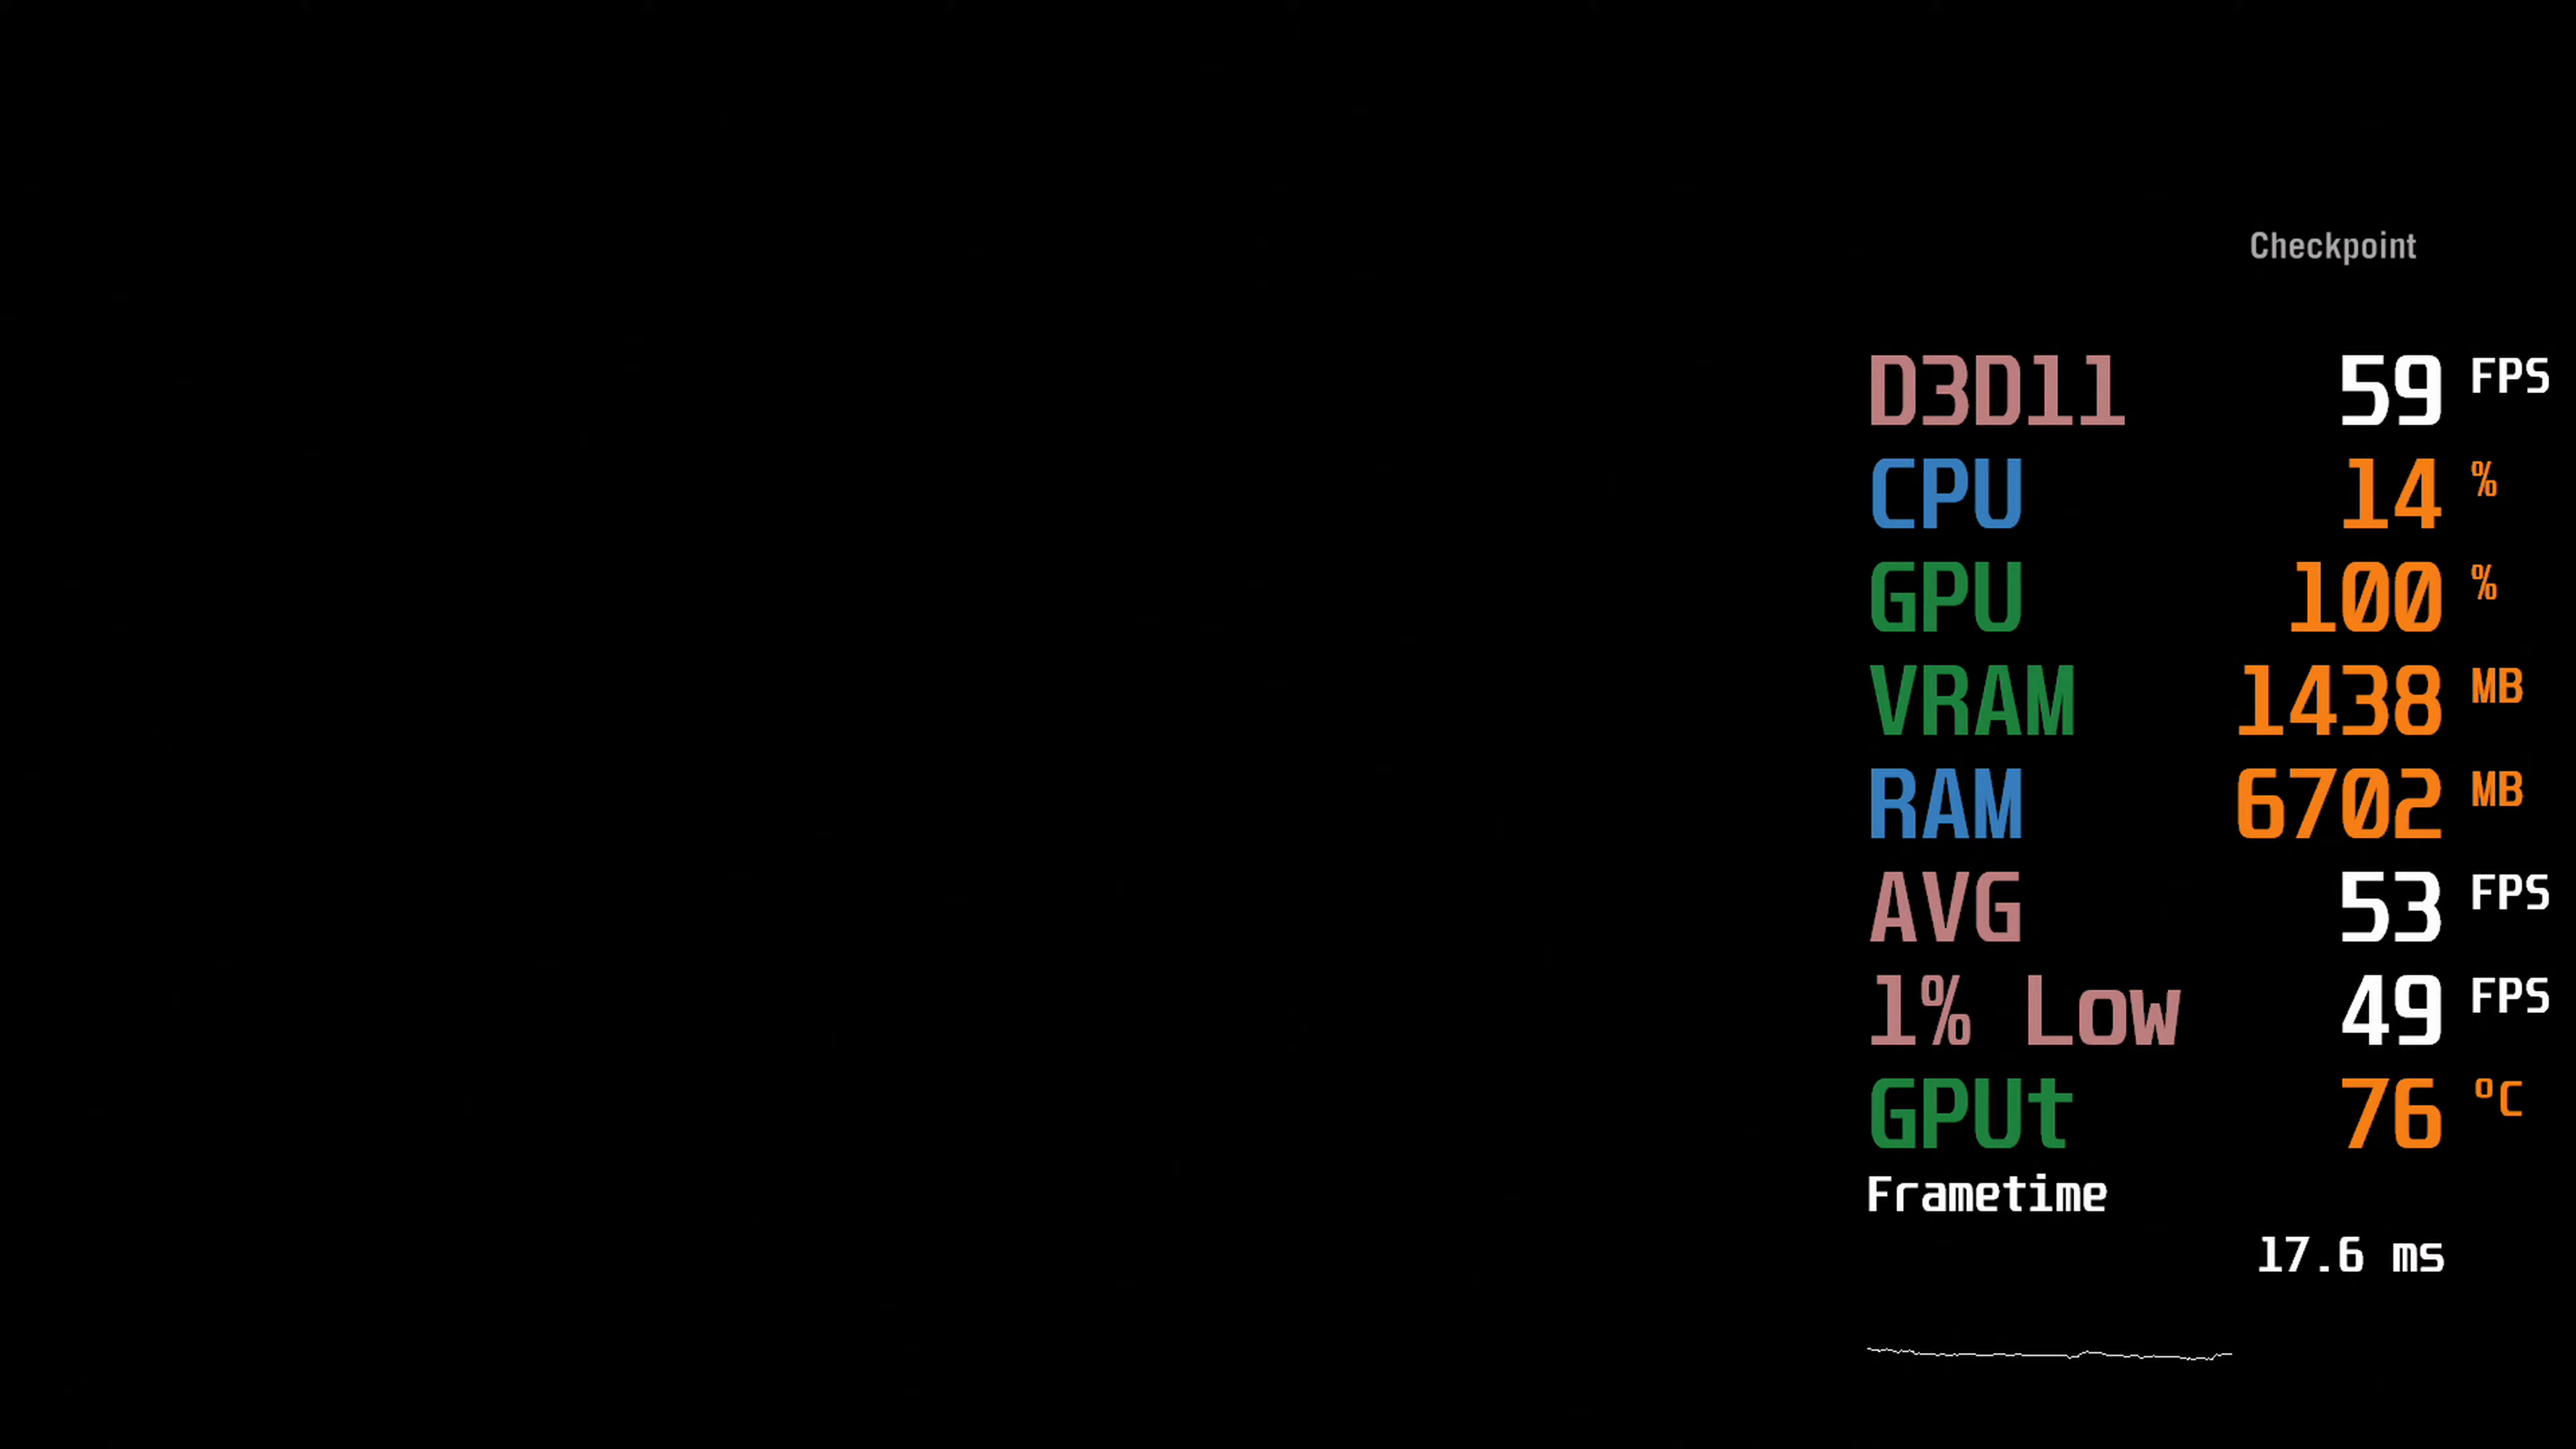 Checkpoint
D3D11 59 FPS
CPU 14 %
GPU 100 %
VRAM 1438 MB
RAM 6702 MB
AVG 53 FPS
1% Low 49 FPS
GPUt 76 °C
Frametime
17.6 ms